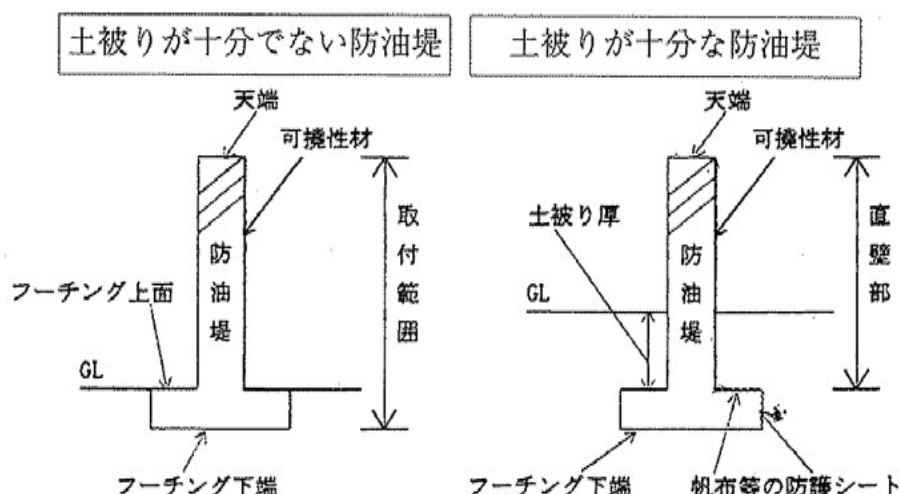 土被りが十分でない防油堤
天端
可撓性材
防油堤
取付範囲
フーチング上面
GL
フーチング下端
土被りが十分な防油堤
天端
可撓性材
土被り厚
防油堤
直壁部
GL
フーチング下端
帆布等の防護シート